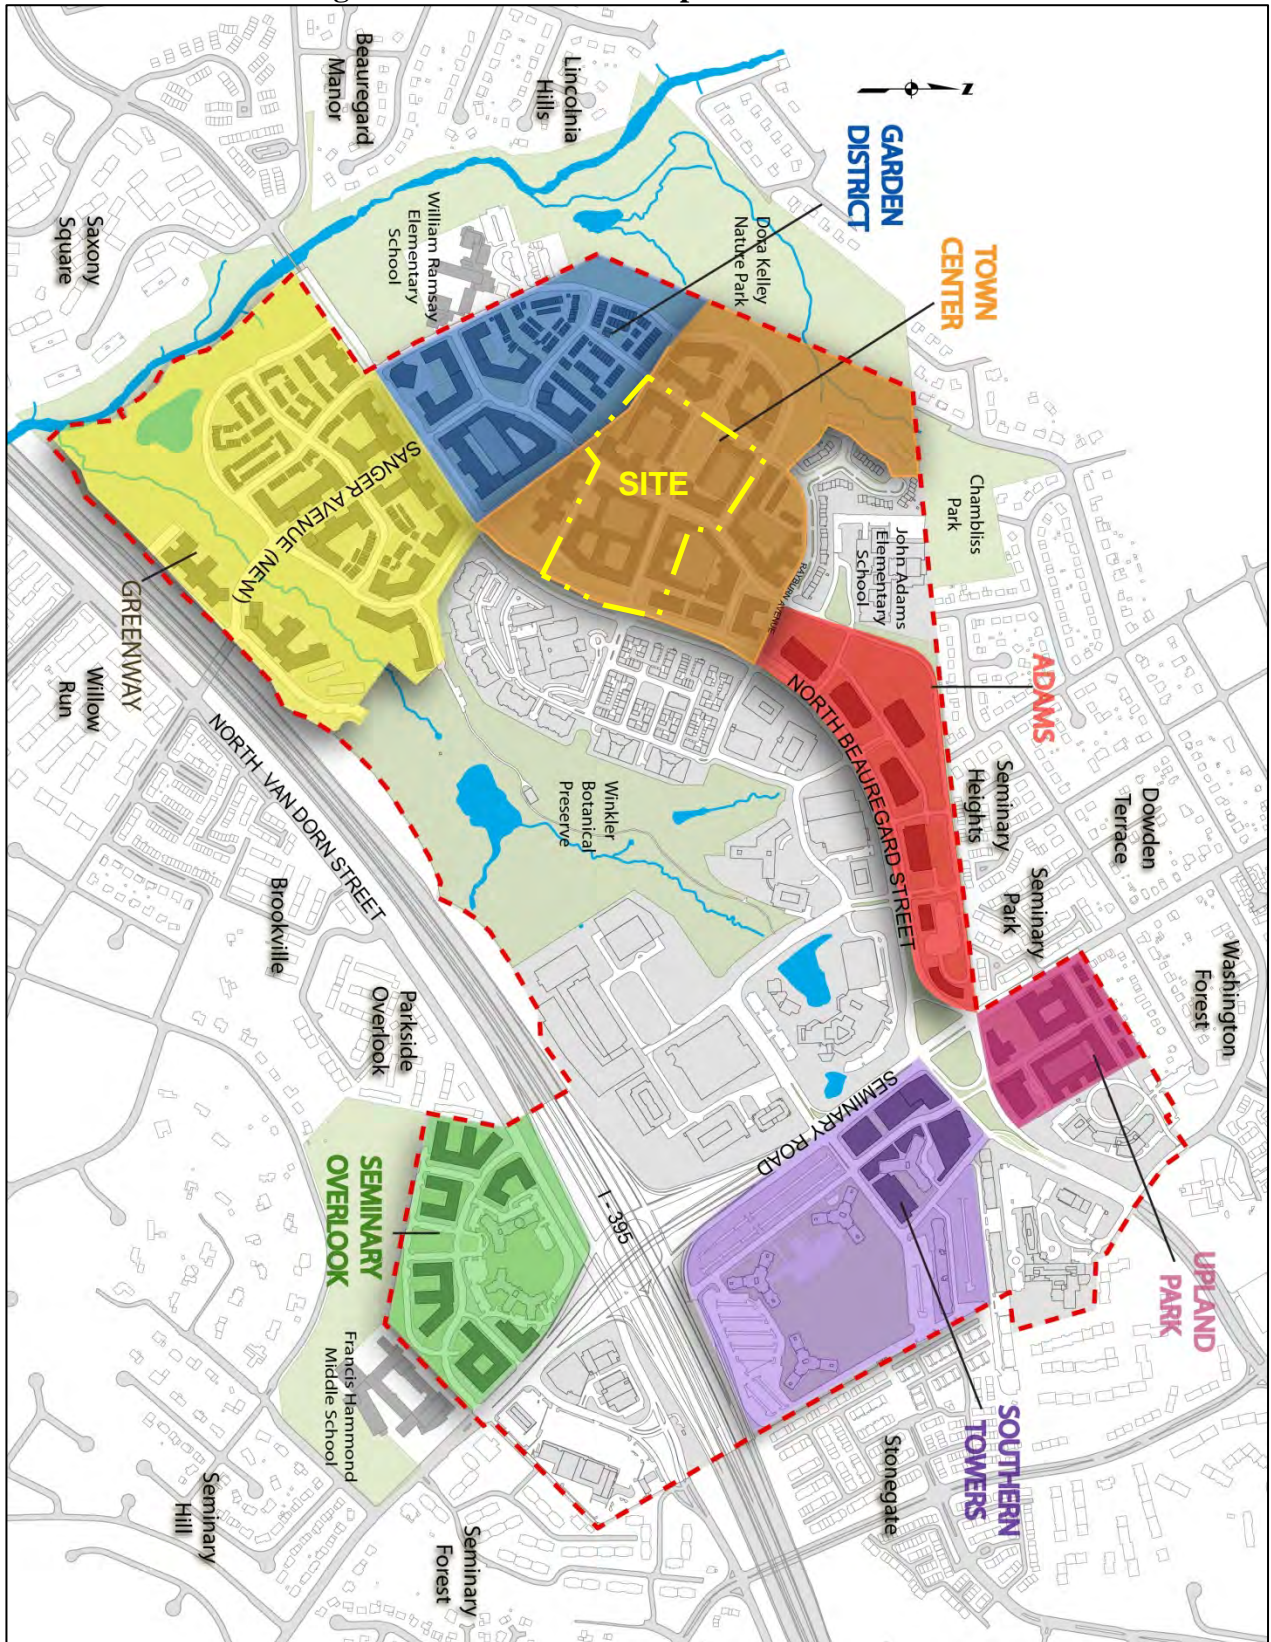 Beauregard
Manor
Lincolnia
Hills
N
GARDEN
DISTRICT
TOWN
CENTER
Saxony
Square
William Ramsay
Elementary
School
Dora Kelley
Nature Park
Chambliss
Park
John Adams
Elementary
School
SITE
SANGER AVENUE (NEW)
RAYBURN AVENUE
ADAMS
NORTH BEAUREGARD STREET
GREENWAY
Willow
Run
NORTH VAN DORN STREET
Winkler
Botanical
Preserve
Seminary
Heights
Dowden
Terrace
Seminary
Park
Washington
Forest
Brookville
Parkside
Overlook
SEMINARY ROAD
I - 395
UPLAND
PARK
SEMINARY
OVERLOOK
SOUTHERN
TOWERS
Francis Hammond
Middle School
Stonegate
Seminary
Hill
Seminary
Forest